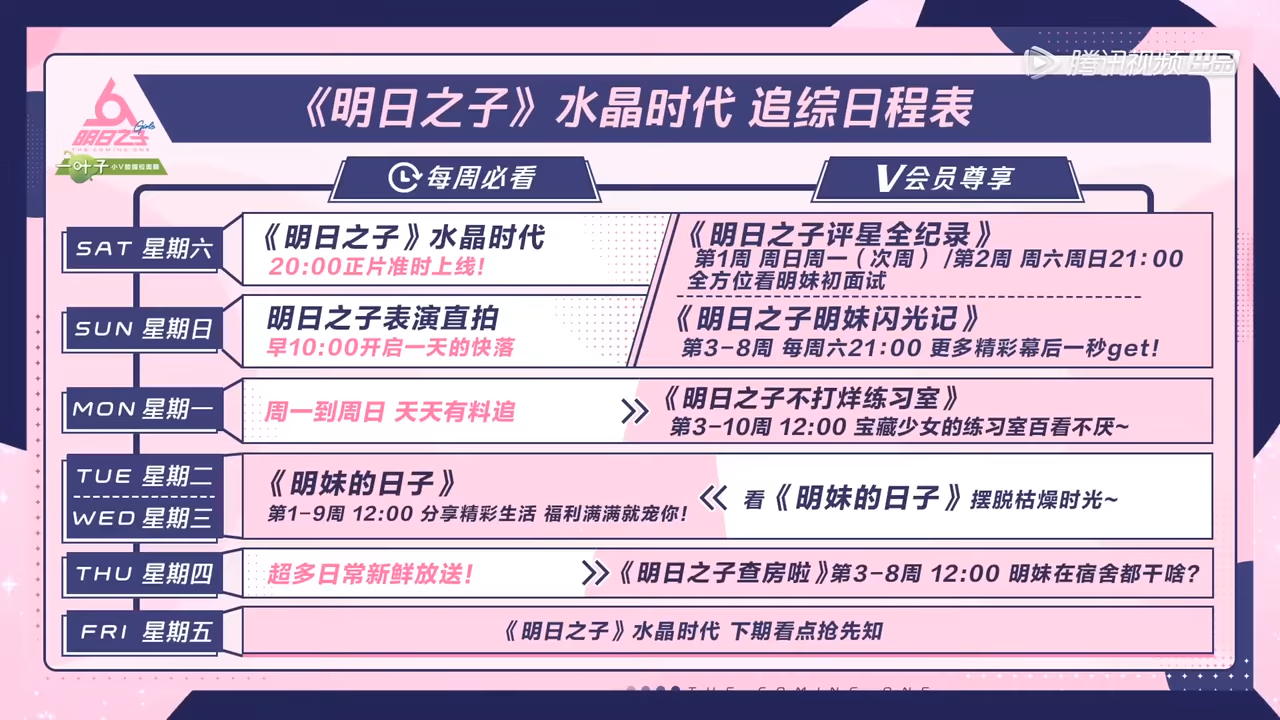 腾讯视频 出品
《明日之子》水晶时代 追综日程表
明日之子
Girls
THE COMING ONE
一叶子
每周必看
V会员尊享
SAT 星期六
《明日之子》水晶时代
20:00正片准时上线!
《明日之子评星全纪录》
第1周 周日周一（次周）/第2周 周六周日21:00
全方位看明妹初面试
SUN 星期日
明日之子表演直拍
早10:00开启一天的快落
《明日之子明妹闪光记》
第3-8周 每周六21:00 更多精彩幕后一秒get!
MON 星期一
周一到周日 天天有料追
《明日之子不打烊练习室》
第3-10周 12:00 宝藏少女的练习室百看不厌~
TUE 星期二
WED 星期三
《明妹的日子》
第1-9周 12:00 分享精彩生活 福利满满就宠你!
看《明妹的日子》摆脱枯燥时光~
THU 星期四
超多日常新鲜放送!
《明日之子查房啦》第3-8周 12:00 明妹在宿舍都干啥?
FRI 星期五
《明日之子》水晶时代 下期看点抢先知
THE COMING ONE